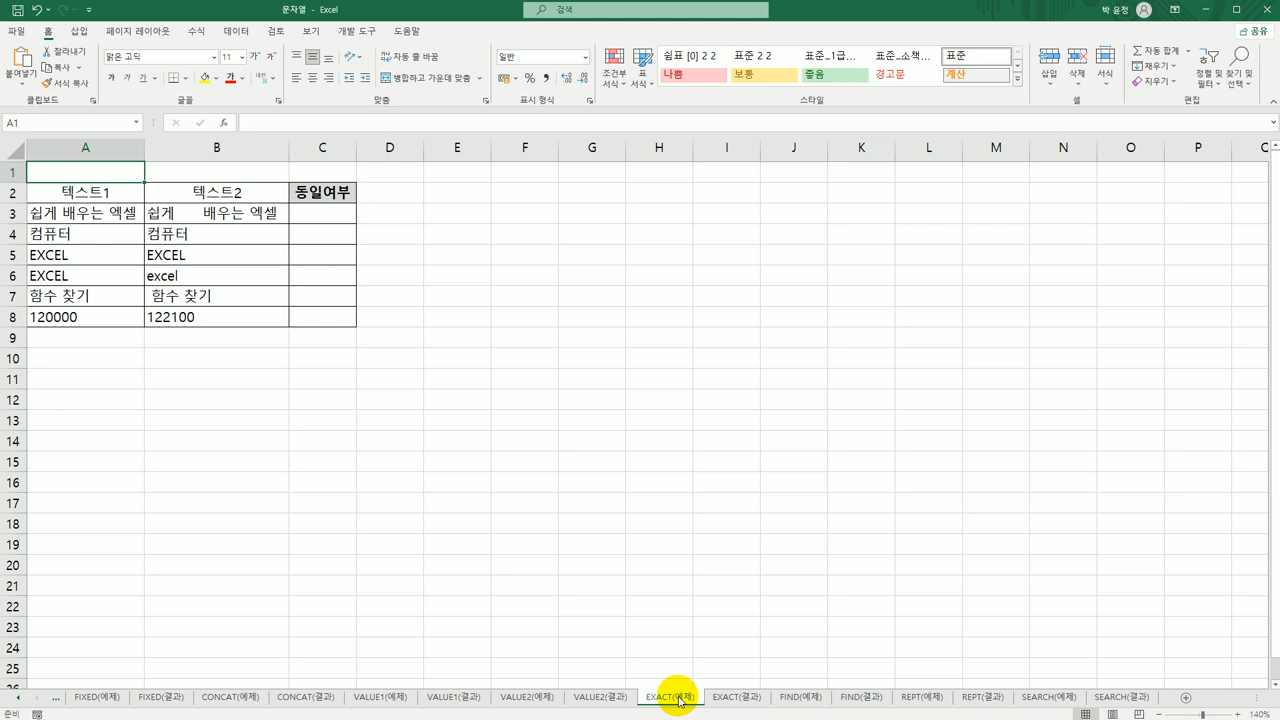 문자열 - Excel
검색
박 윤정
파일 홈 삽입 페이지 레이아웃 수식 데이터 검토 보기 개발 도구 도움말
공유
붙여넣기
잘라내기
복사
서식 복사
클립보드
맑은 고딕 11
가 가 가
글꼴
자동 줄 바꿈
병합하고 가운데 맞춤
맞춤
일반
표시 형식
조건부 서식
표 서식
쉼표 [0] 2 2 표준 2 2 표준_1급... 표준_소책... 표준
나쁨 보통 좋음 경고문 계산
스타일
삽입 삭제 서식
셀
자동 합계
채우기
지우기
정렬 및 필터
찾기 및 선택
편집
A1
fx
A B C D E F G H I J K L M N O P
1
2 텍스트1 텍스트2 동일여부
3 쉽게 배우는 엑셀 쉽게 배우는 엑셀
4 컴퓨터 컴퓨터
5 EXCEL EXCEL
6 EXCEL excel
7 함수 찾기 함수 찾기
8 120000 122100
9
10
11
12
13
14
15
16
17
18
19
20
21
22
23
24
25
... FIXED(예제) FIXED(결과) CONCAT(예제) CONCAT(결과) VALUE1(예제) VALUE1(결과) VALUE2(예제) VALUE2(결과) EXACT(예제) EXACT(결과) FIND(예제) FIND(결과) REPT(예제) REPT(결과) SEARCH(예제) SEARCH(결과)
준비
140%